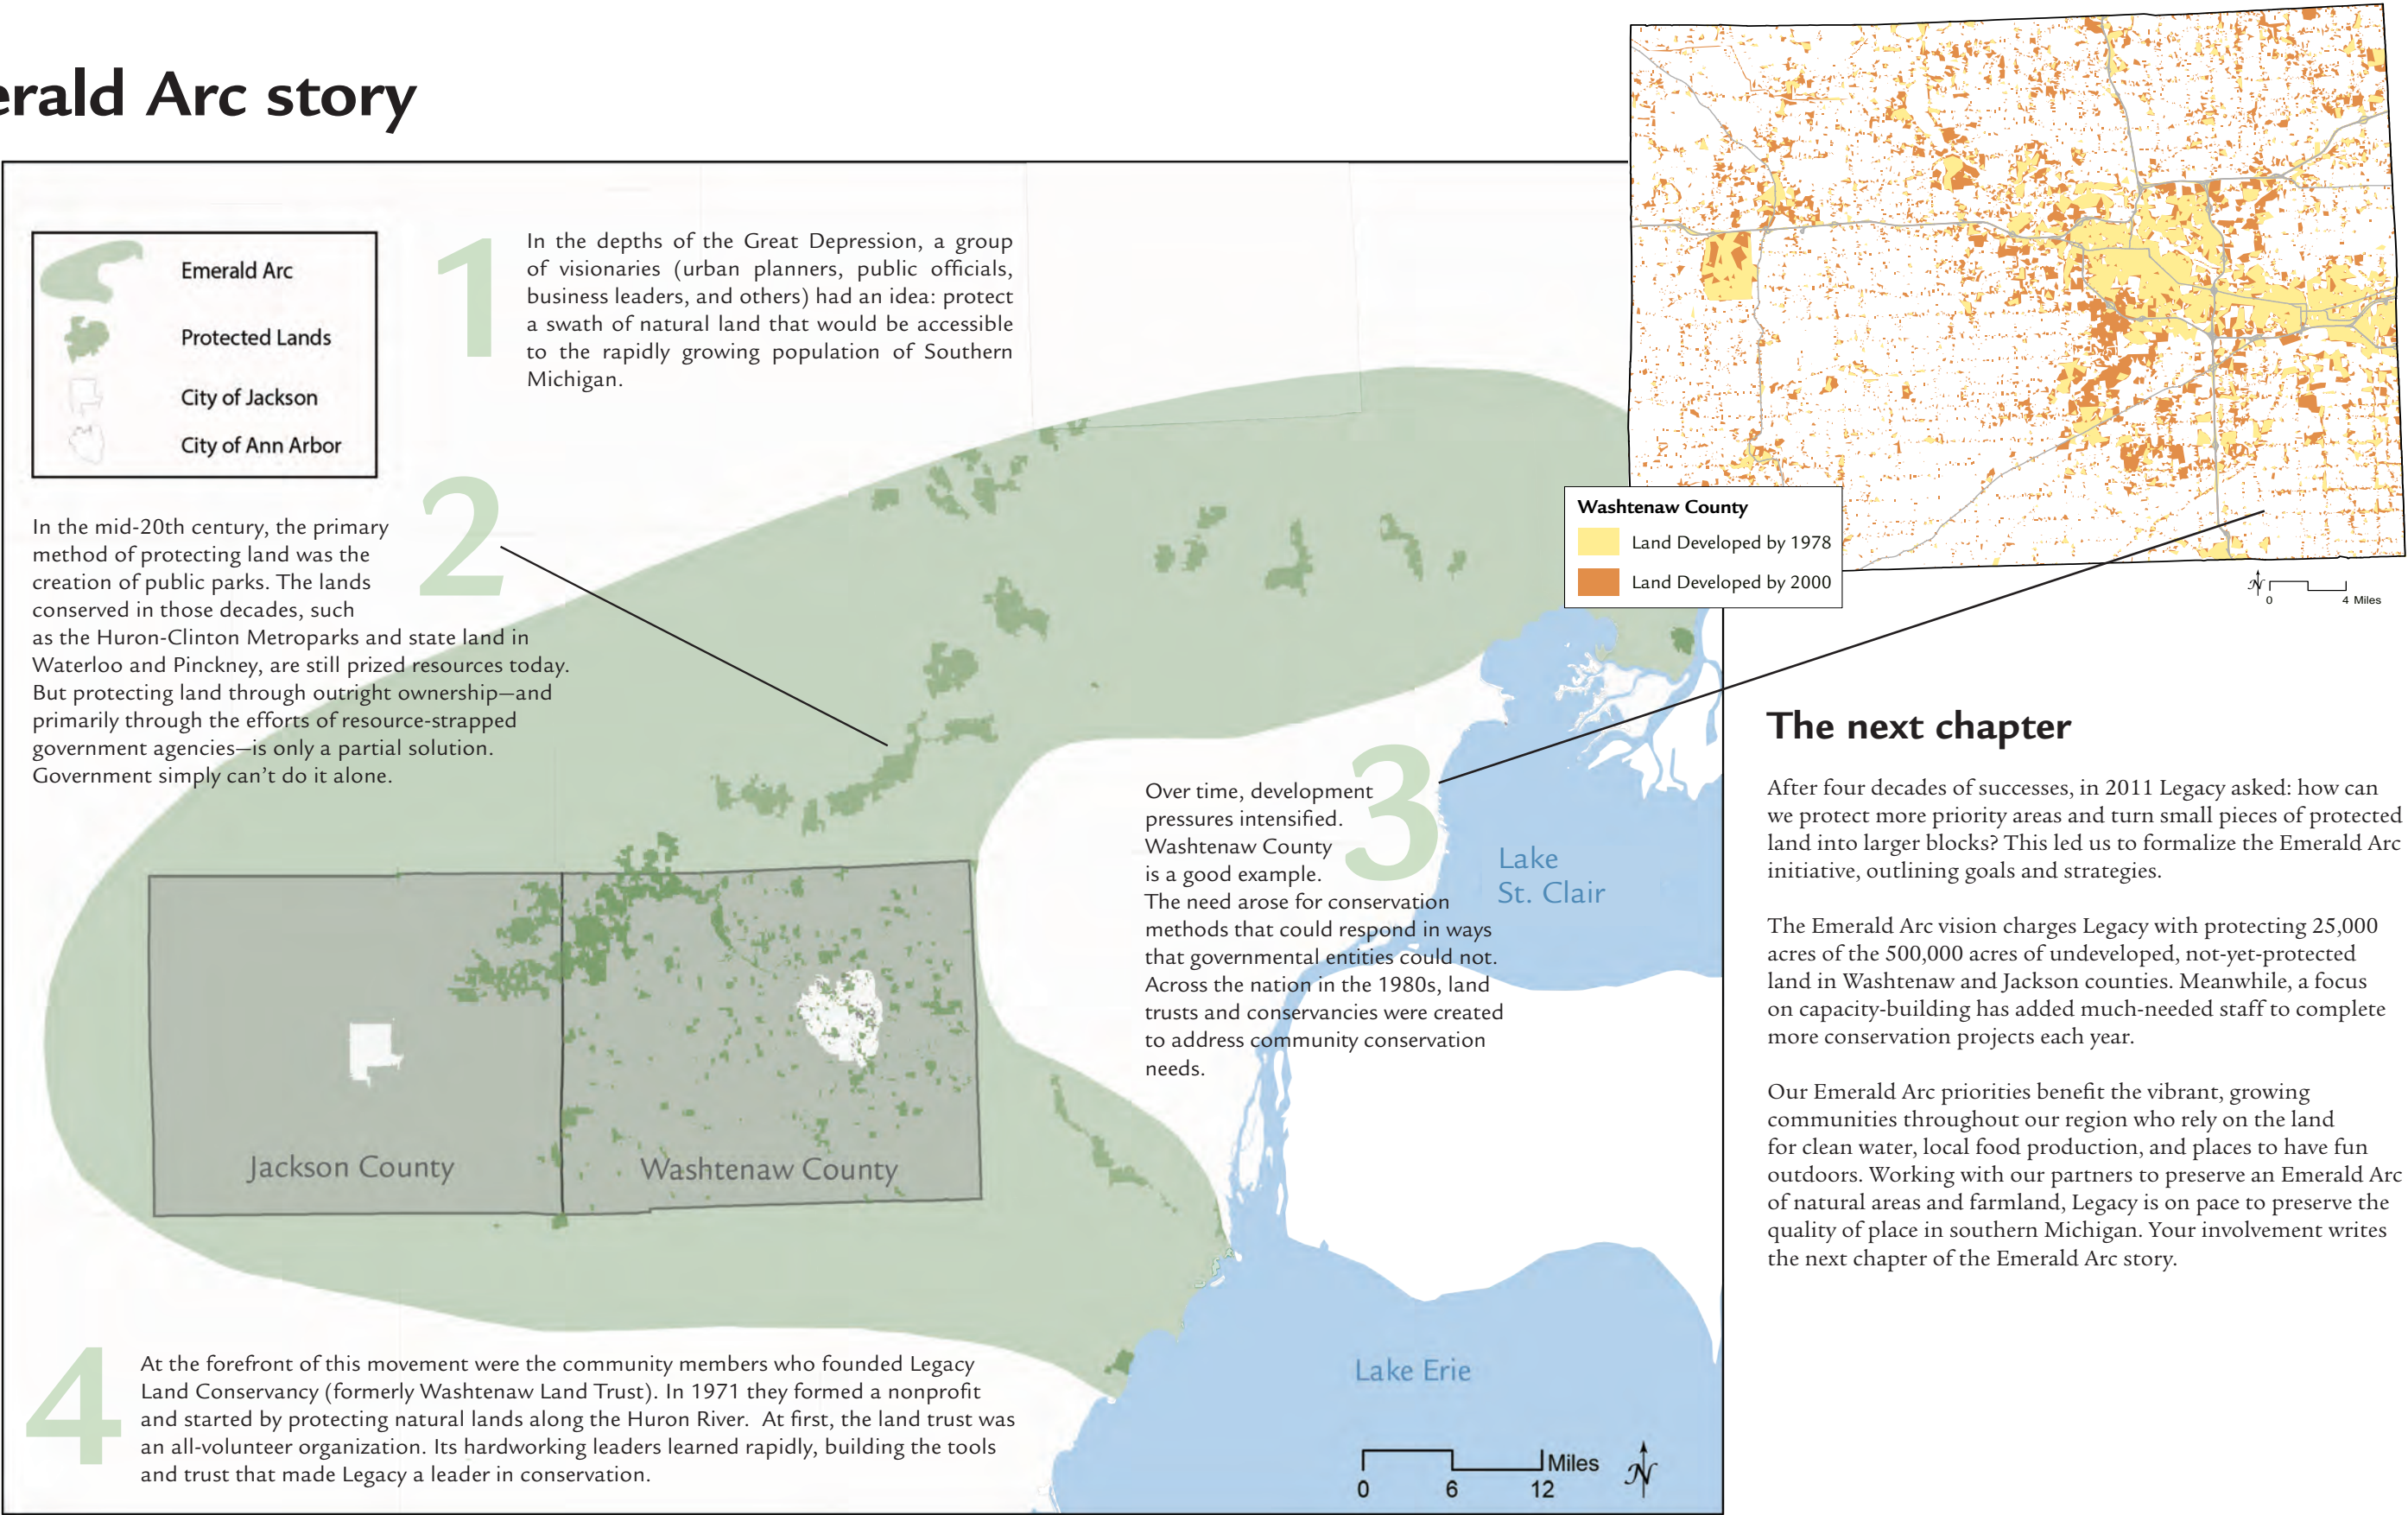 erald Arc story
Emerald Arc
Protected Lands
City of Jackson
City of Ann Arbor
1
In the depths of the Great Depression, a group
of visionaries (urban planners, public officials,
business leaders, and others) had an idea: protect
a swath of natural land that would be accessible
to the rapidly growing population of Southern
Michigan.
2
In the mid-20th century, the primary
method of protecting land was the
creation of public parks. The lands
conserved in those decades, such
as the Huron-Clinton Metroparks and state land in
Waterloo and Pinckney, are still prized resources today.
But protecting land through outright ownership—and
primarily through the efforts of resource-strapped
government agencies—is only a partial solution.
Government simply can't do it alone.
3
Over time, development
pressures intensified.
Washtenaw County
is a good example.
The need arose for conservation
methods that could respond in ways
that governmental entities could not.
Across the nation in the 1980s, land
trusts and conservancies were created
to address community conservation
needs.
Lake
St. Clair
Jackson County
Washtenaw County
Lake Erie
4
At the forefront of this movement were the community members who founded Legacy
Land Conservancy (formerly Washtenaw Land Trust). In 1971 they formed a nonprofit
and started by protecting natural lands along the Huron River. At first, the land trust was
an all-volunteer organization. Its hardworking leaders learned rapidly, building the tools
and trust that made Legacy a leader in conservation.
Miles
0 6 12
N
Washtenaw County
Land Developed by 1978
Land Developed by 2000
N
0 4 Miles
The next chapter
After four decades of successes, in 2011 Legacy asked: how can
we protect more priority areas and turn small pieces of protected
land into larger blocks? This led us to formalize the Emerald Arc
initiative, outlining goals and strategies.
The Emerald Arc vision charges Legacy with protecting 25,000
acres of the 500,000 acres of undeveloped, not-yet-protected
land in Washtenaw and Jackson counties. Meanwhile, a focus
on capacity-building has added much-needed staff to complete
more conservation projects each year.
Our Emerald Arc priorities benefit the vibrant, growing
communities throughout our region who rely on the land
for clean water, local food production, and places to have fun
outdoors. Working with our partners to preserve an Emerald Arc
of natural areas and farmland, Legacy is on pace to preserve the
quality of place in southern Michigan. Your involvement writes
the next chapter of the Emerald Arc story.